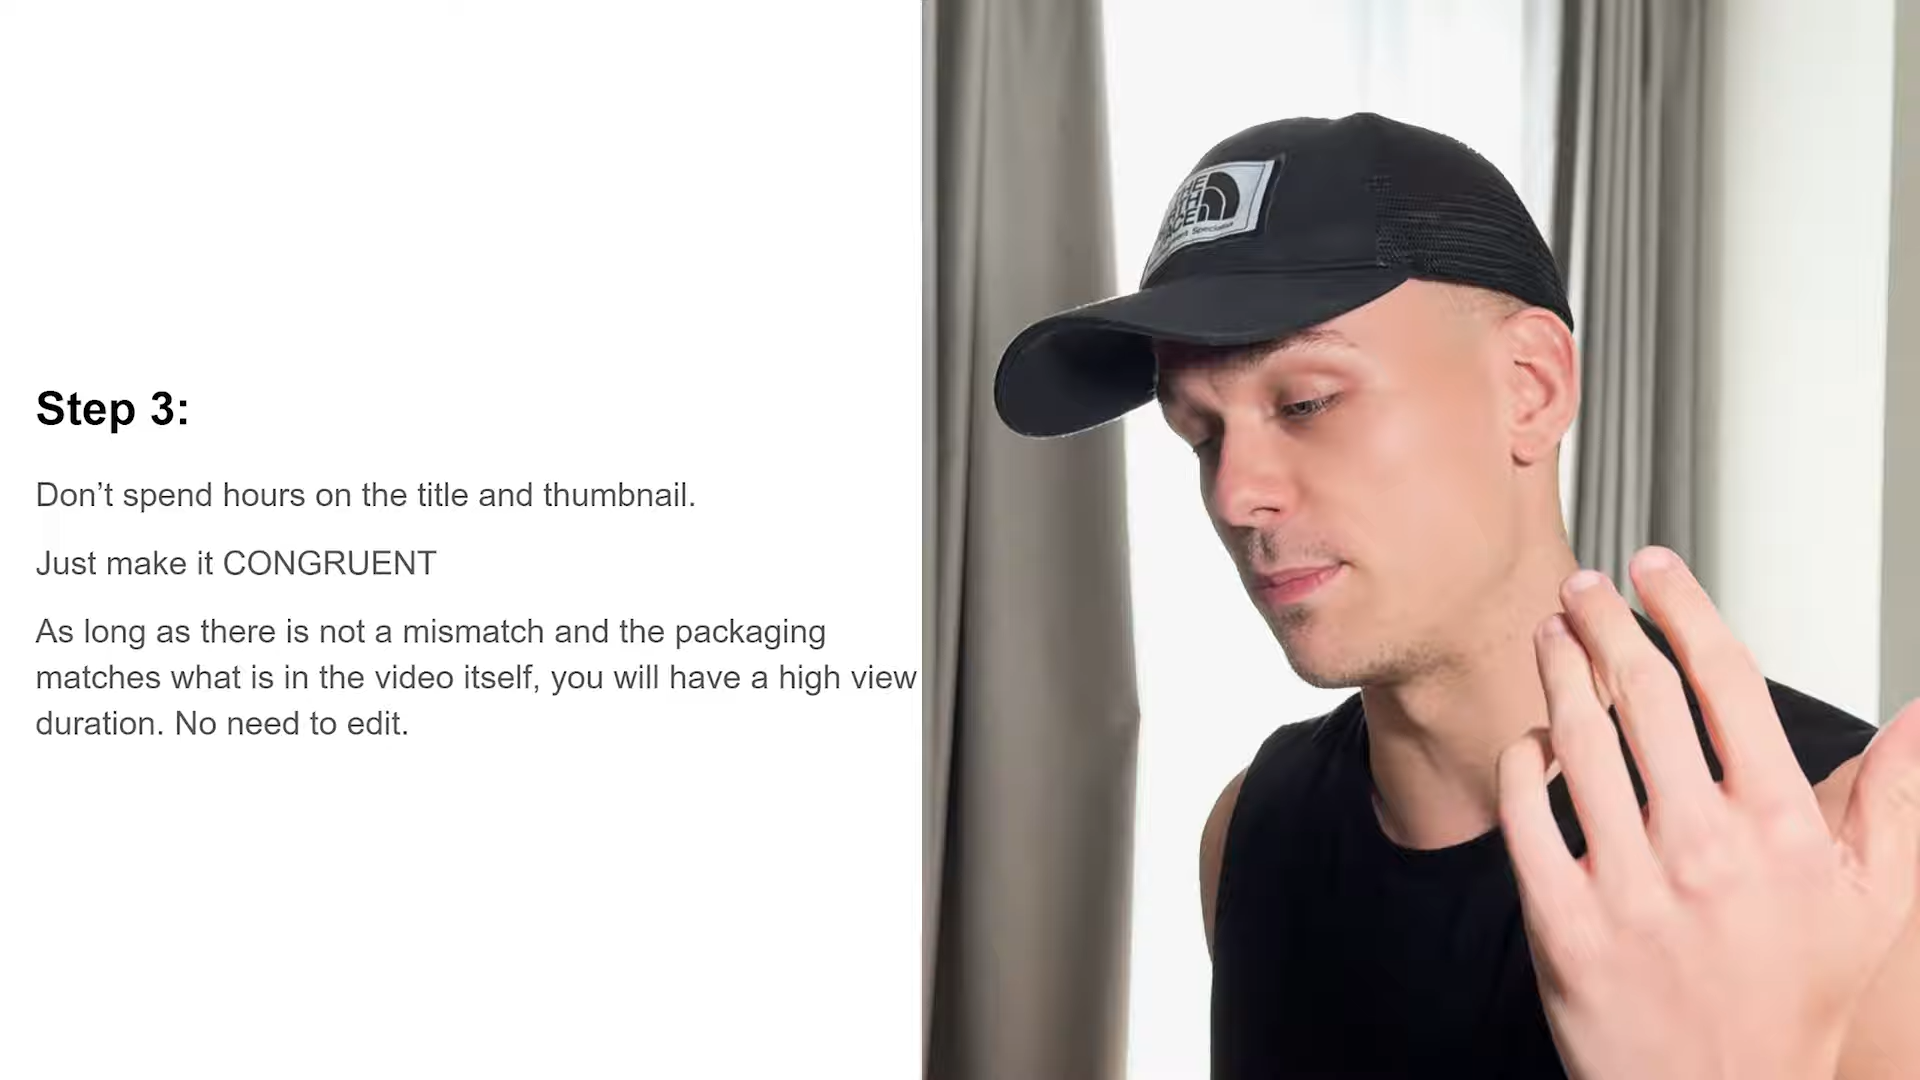 Step 3:
Don’t spend hours on the title and thumbnail.
Just make it CONGRUENT
As long as there is not a mismatch and the packaging
matches what is in the video itself, you will have a high view
duration. No need to edit.